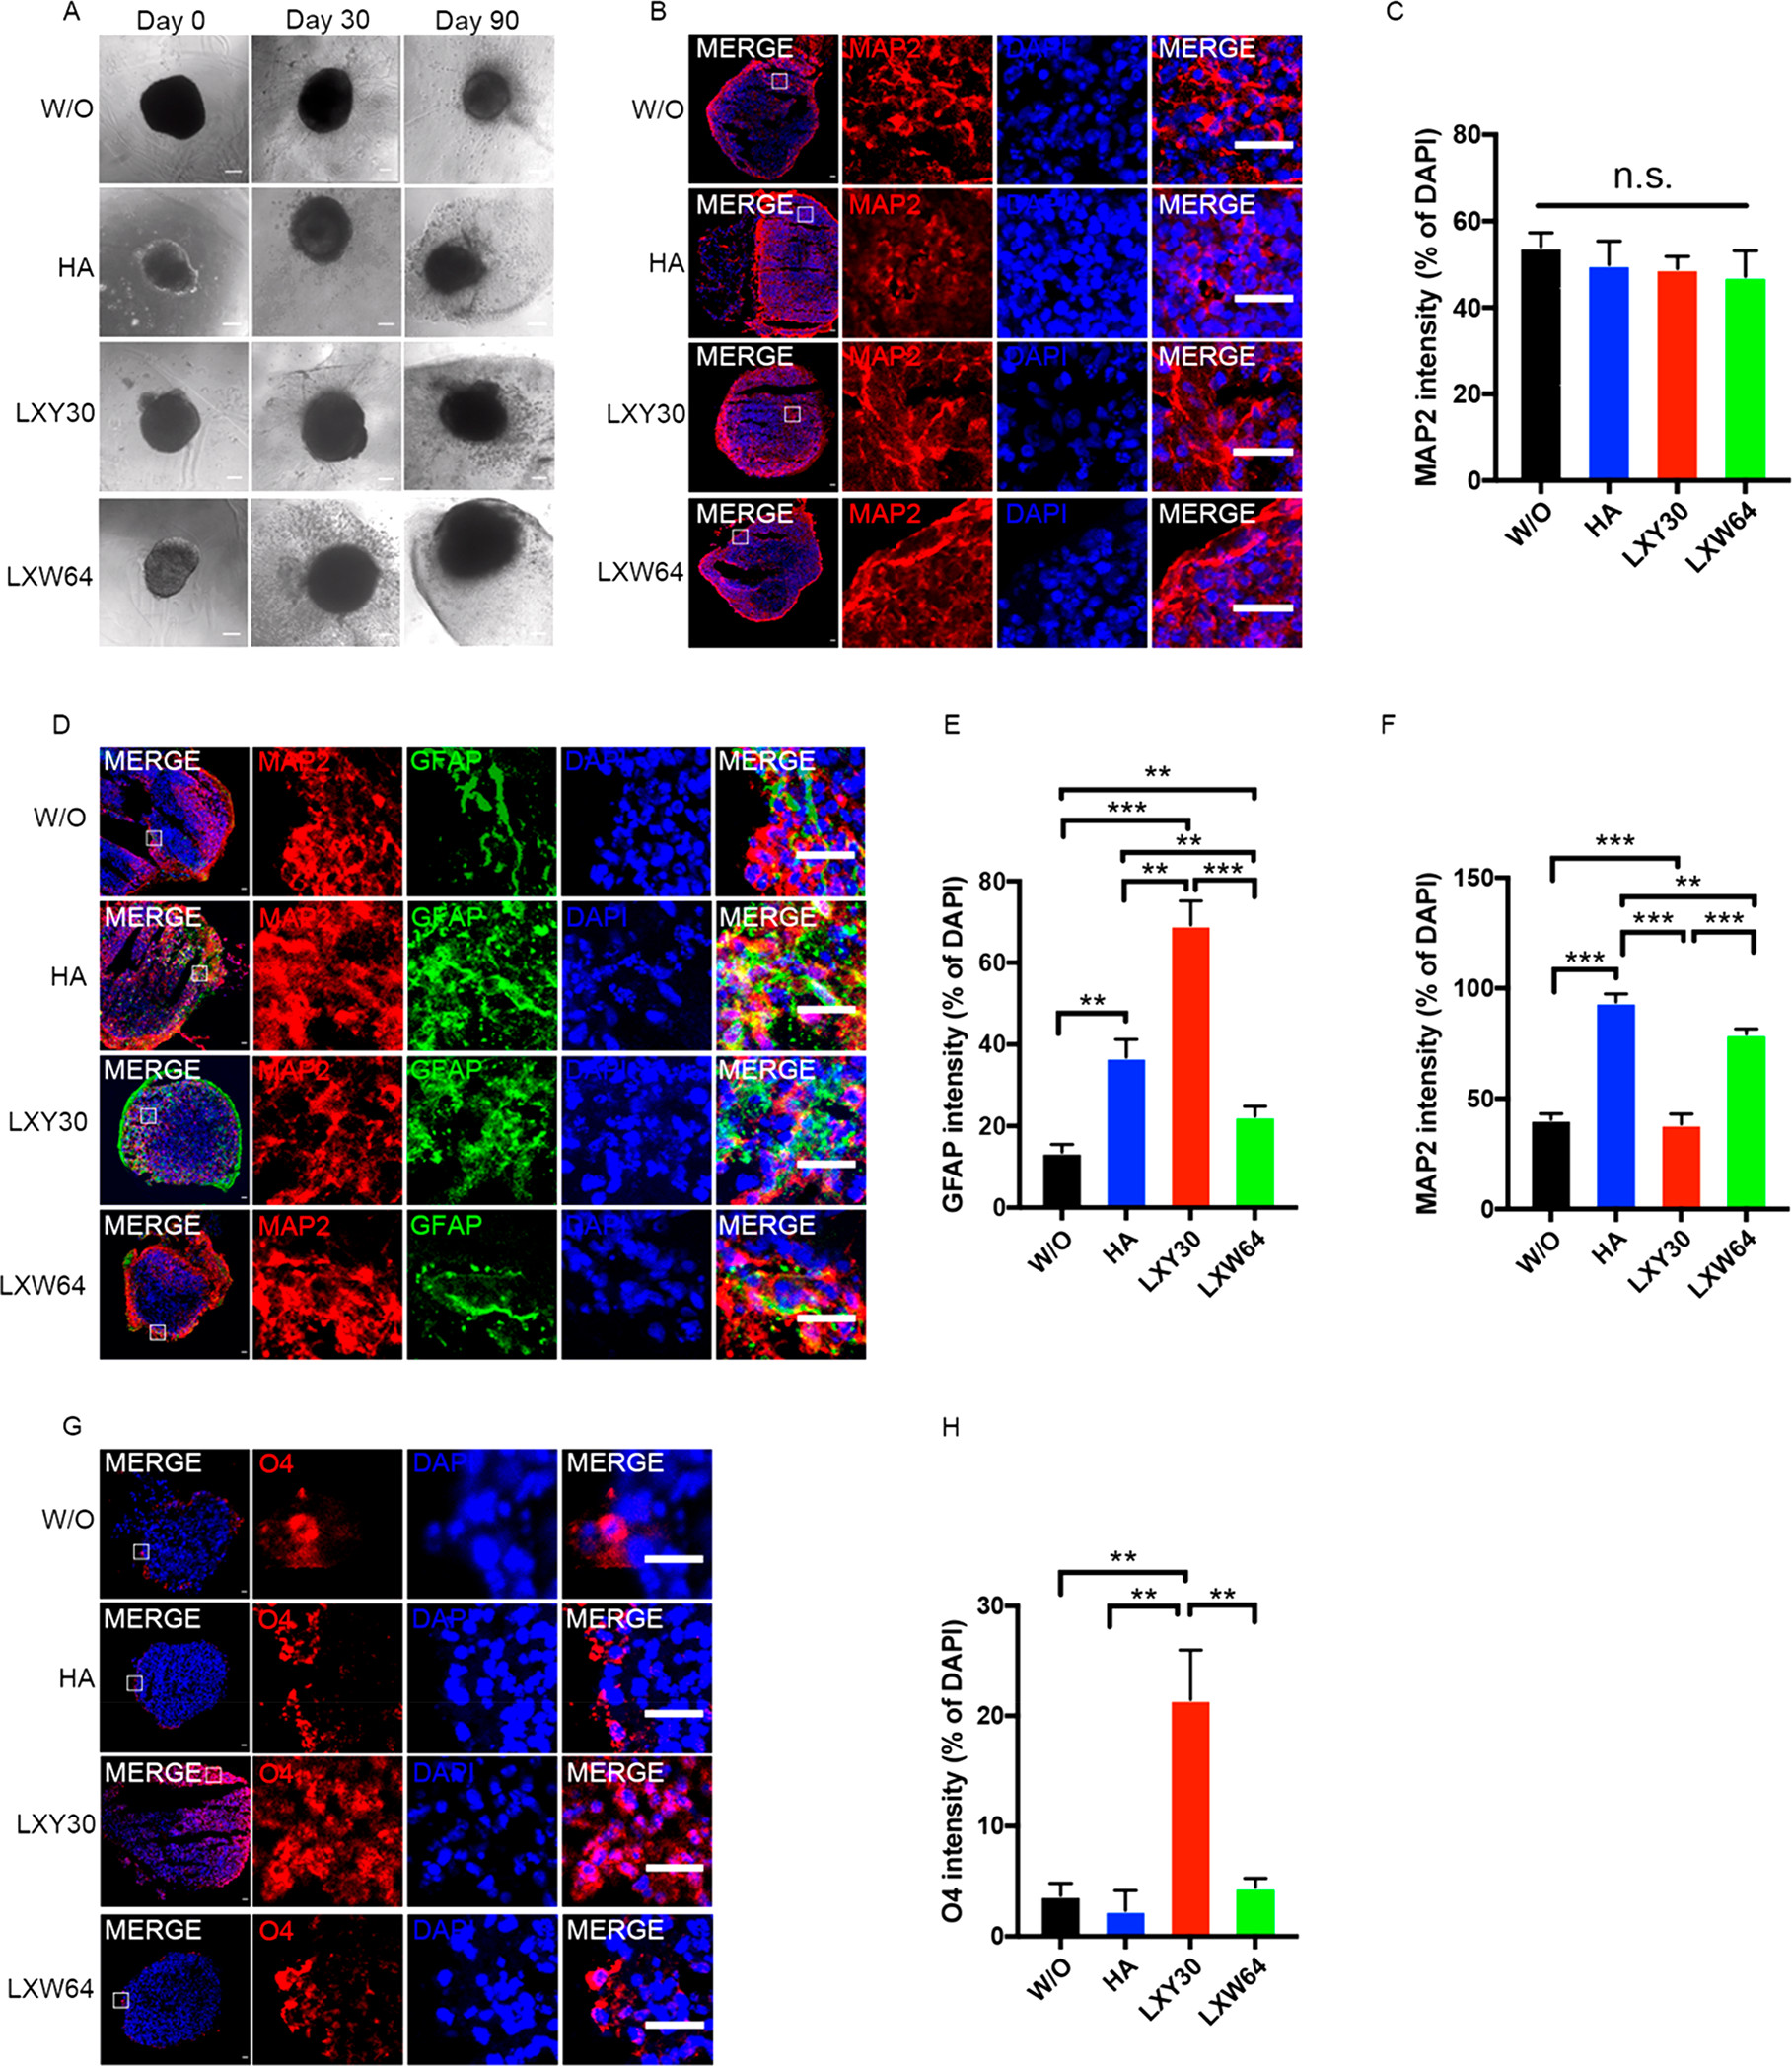 A
Day 0 Day 30 Day 90
W/O
HA
LXY30
LXW64
B
W/O MERGE MAP2 DAPI MERGE
HA MERGE MAP2 DAPI MERGE
LXY30 MERGE MAP2 DAPI MERGE
LXW64 MERGE MAP2 DAPI MERGE
C
MAP2 intensity (% of DAPI)
80
60
40
20
0
n.s.
W/O HA LXY30 LXW64
D
W/O MERGE MAP2 GFAP DAPI MERGE
HA MERGE MAP2 GFAP DAPI MERGE
LXY30 MERGE MAP2 GFAP DAPI MERGE
LXW64 MERGE MAP2 GFAP DAPI MERGE
E
GFAP intensity (% of DAPI)
**
***
**
** ***
**
80
60
40
20
0
W/O HA LXY30 LXW64
F
MAP2 intensity (% of DAPI)
***
**
*** ***
***
150
100
50
0
W/O HA LXY30 LXW64
G
W/O MERGE O4 DAPI MERGE
HA MERGE O4 DAPI MERGE
LXY30 MERGE O4 DAPI MERGE
LXW64 MERGE O4 DAPI MERGE
H
O4 intensity (% of DAPI)
**
** **
30
20
10
0
W/O HA LXY30 LXW64